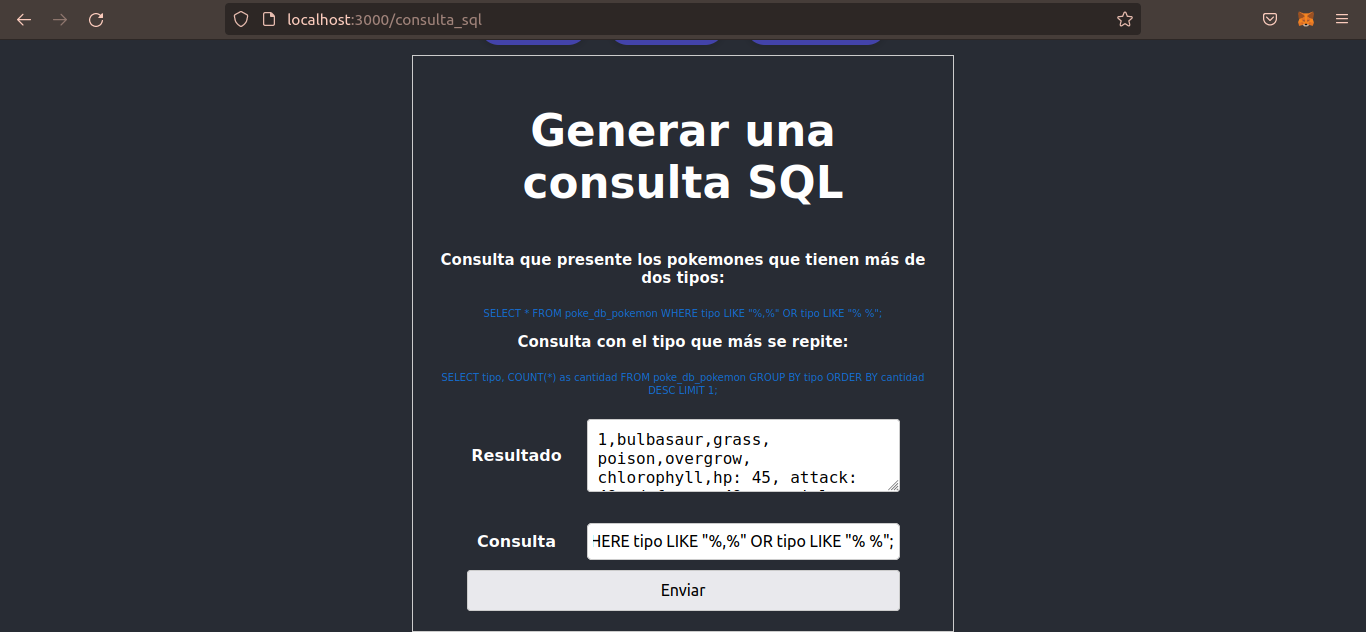 localhost:3000/consulta_sql
Generar una
consulta SQL
Consulta que presente los pokemones que tienen más de
dos tipos:
SELECT * FROM poke_db_pokemon WHERE tipo LIKE "%,%" OR tipo LIKE "% %";
Consulta con el tipo que más se repite:
SELECT tipo, COUNT(*) as cantidad FROM poke_db_pokemon GROUP BY tipo ORDER BY cantidad
DESC LIMIT 1;
Resultado
1,bulbasaur,grass,
poison,overgrow,
chlorophyll,hp: 45, attack:
Consulta
HERE tipo LIKE "%,%" OR tipo LIKE "% %";
Enviar